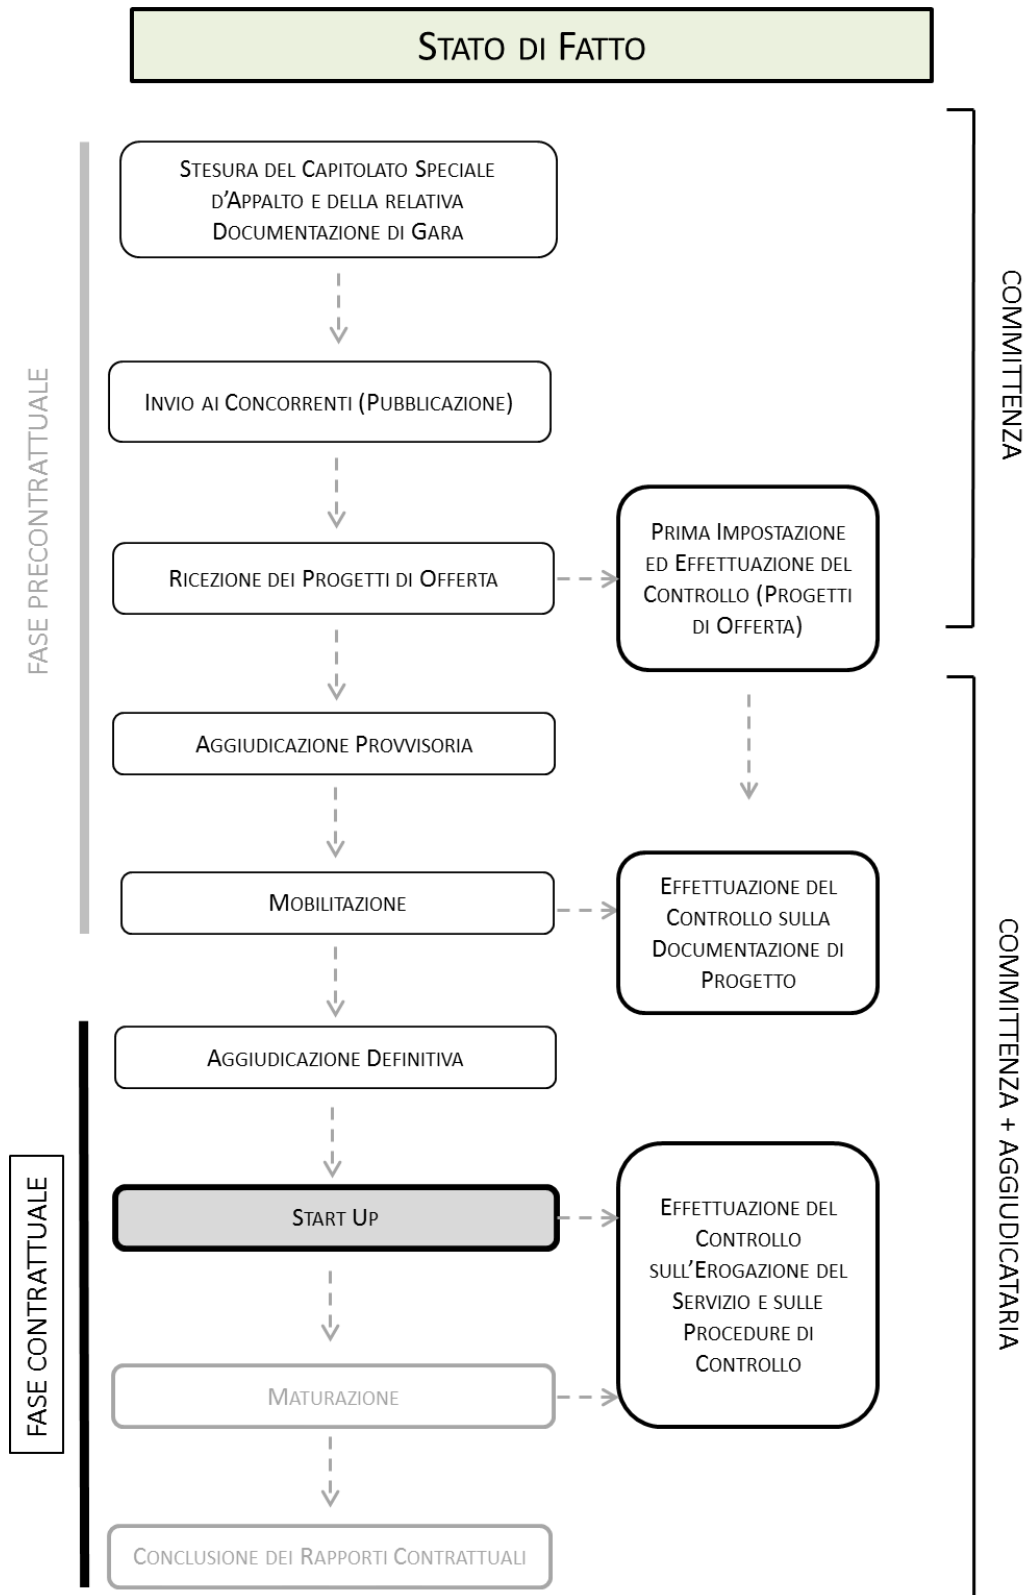 STATO DI FATTO
FASE PRECONTRATTUALE
STESURA DEL CAPITOLATO SPECIALE
D'APPALTO E DELLA RELATIVA
DOCUMENTAZIONE DI GARA
INVIO AI CONCORRENTI (PUBBLICAZIONE)
RICEZIONE DEI PROGETTI DI OFFERTA
PRIMA IMPOSTAZIONE
ED EFFETTUAZIONE DEL
CONTROLLO (PROGETTI
DI OFFERTA)
COMMITTENZA
AGGIUDICAZIONE PROVVISORIA
MOBILITAZIONE
EFFETTUAZIONE DEL
CONTROLLO SULLA
DOCUMENTAZIONE DI
PROGETTO
FASE CONTRATTUALE
AGGIUDICAZIONE DEFINITIVA
START UP
EFFETTUAZIONE DEL
CONTROLLO
SULL'EROGAZIONE DEL
SERVIZIO E SULLE
PROCEDURE DI
CONTROLLO
MATURAZIONE
CONCLUSIONE DEI RAPPORTI CONTRATTUALI
COMMITTENZA + AGGIUDICATARIA